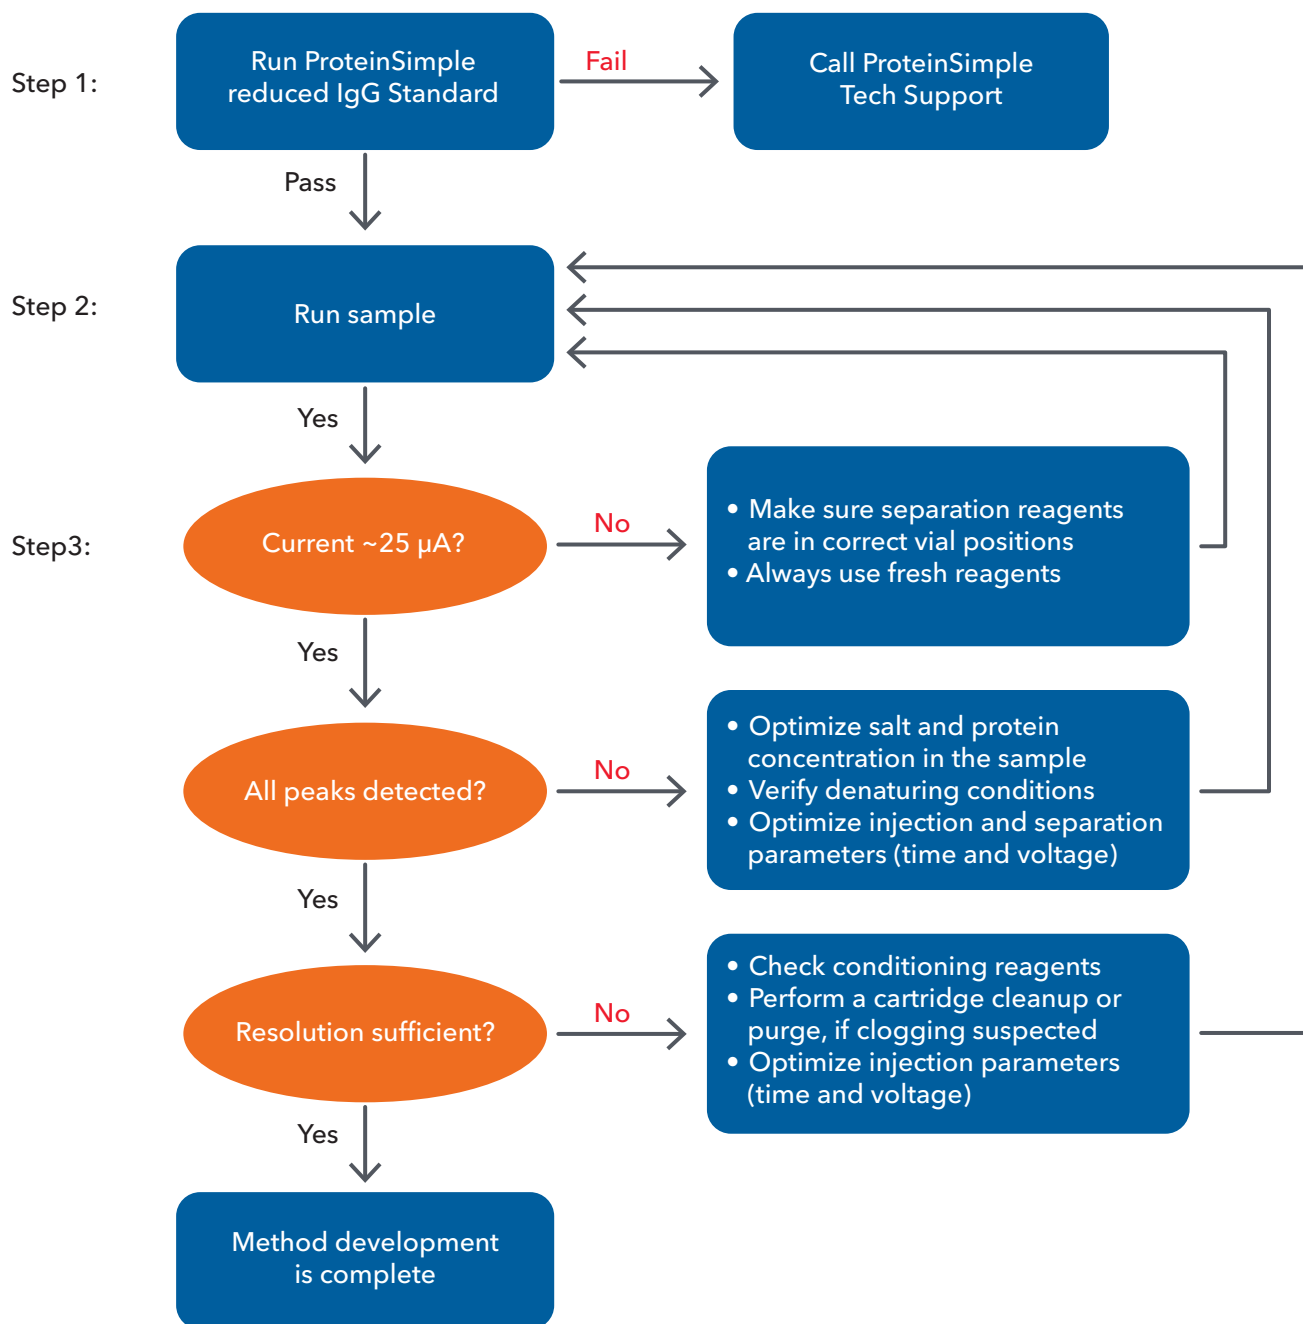 Step 1:
Run ProteinSimple
reduced IgG Standard
Fail
Call ProteinSimple
Tech Support
Pass
Step 2:
Run sample
Yes
Step3:
Current ~25 µA?
No
• Make sure separation reagents
are in correct vial positions
• Always use fresh reagents
Yes
All peaks detected?
No
• Optimize salt and protein
concentration in the sample
• Verify denaturing conditions
• Optimize injection and separation
parameters (time and voltage)
Yes
Resolution sufficient?
No
• Check conditioning reagents
• Perform a cartridge cleanup or
purge, if clogging suspected
• Optimize injection parameters
(time and voltage)
Yes
Method development
is complete